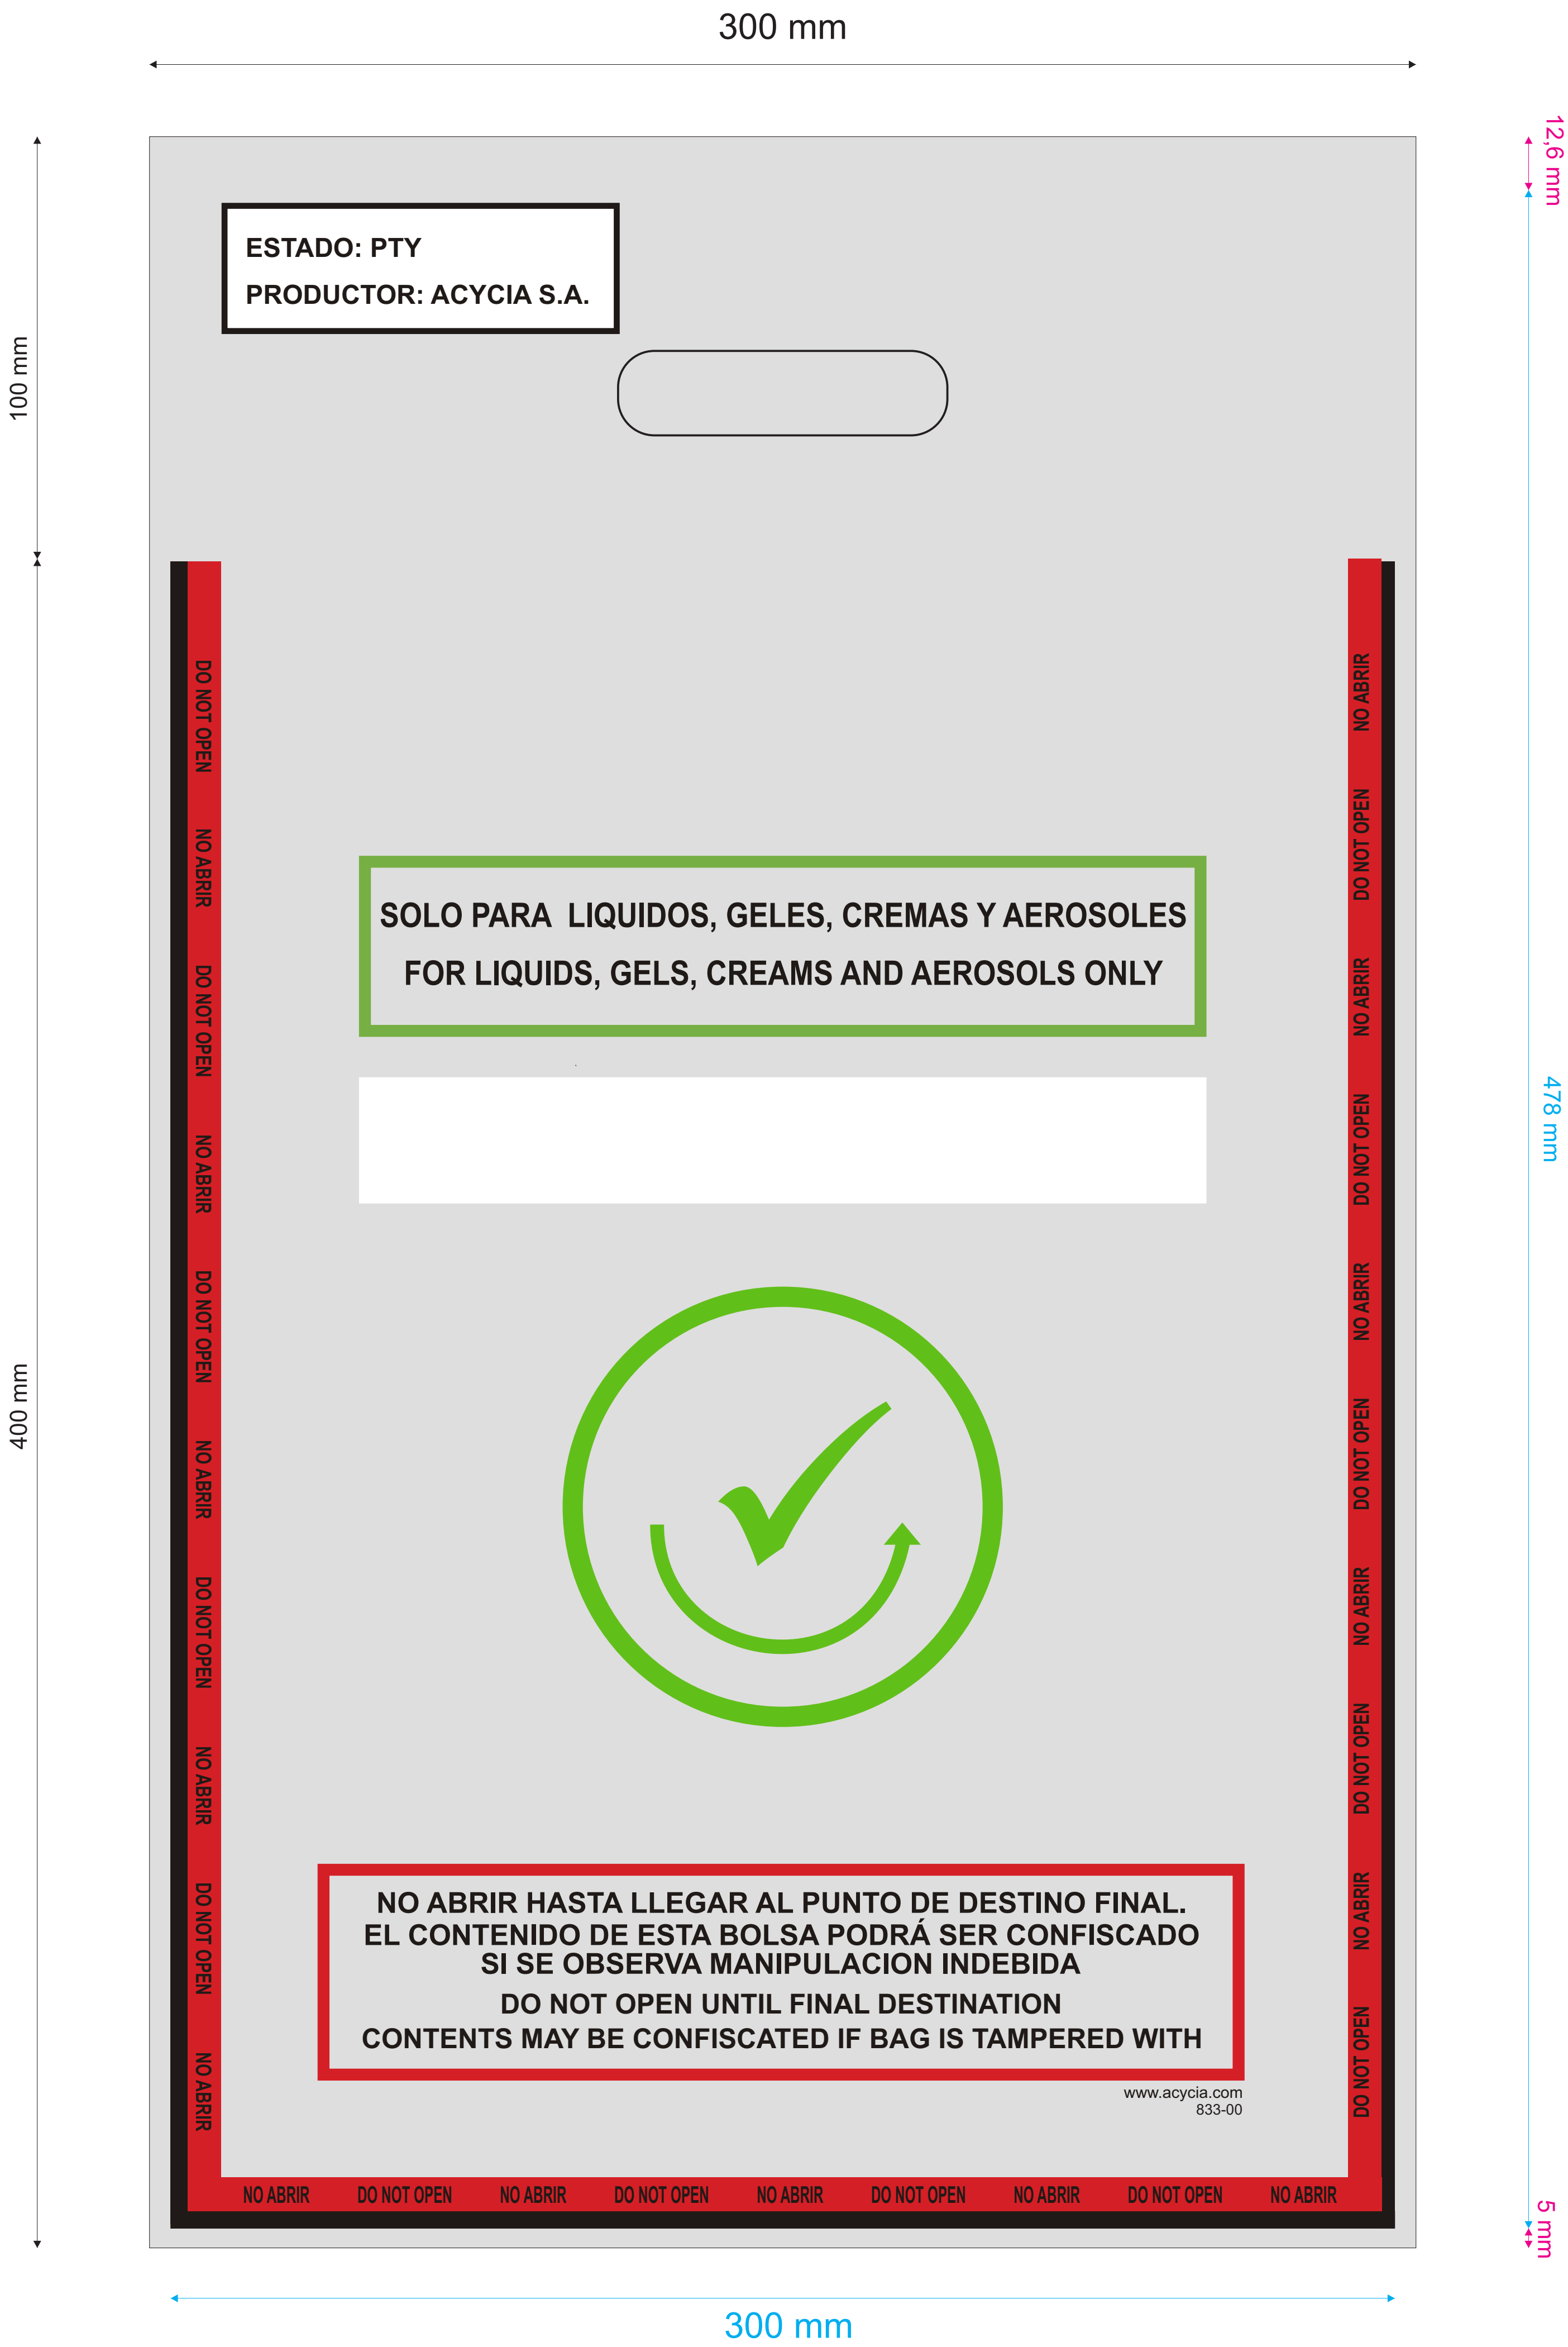 300 mm
12,6 mm
ESTADO: PTY
PRODUCTOR: ACYCIA S.A.
100 mm
DO NOT OPEN
NO ABRIR
DO NOT OPEN
NO ABRIR
DO NOT OPEN
NO ABRIR
DO NOT OPEN
NO ABRIR
DO NOT OPEN
NO ABRIR
NO ABRIR
DO NOT OPEN
NO ABRIR
DO NOT OPEN
NO ABRIR
DO NOT OPEN
NO ABRIR
DO NOT OPEN
NO ABRIR
DO NOT OPEN
SOLO PARA  LIQUIDOS, GELES, CREMAS Y AEROSOLES
FOR LIQUIDS, GELS, CREAMS AND AEROSOLS ONLY
478 mm
400 mm
NO ABRIR HASTA LLEGAR AL PUNTO DE DESTINO FINAL.
EL CONTENIDO DE ESTA BOLSA PODRÁ SER CONFISCADO
SI SE OBSERVA MANIPULACION INDEBIDA
DO NOT OPEN UNTIL FINAL DESTINATION
CONTENTS MAY BE CONFISCATED IF BAG IS TAMPERED WITH
www.acycia.com
833-00
NO ABRIR DO NOT OPEN NO ABRIR DO NOT OPEN NO ABRIR DO NOT OPEN NO ABRIR DO NOT OPEN NO ABRIR
5 mm
300 mm